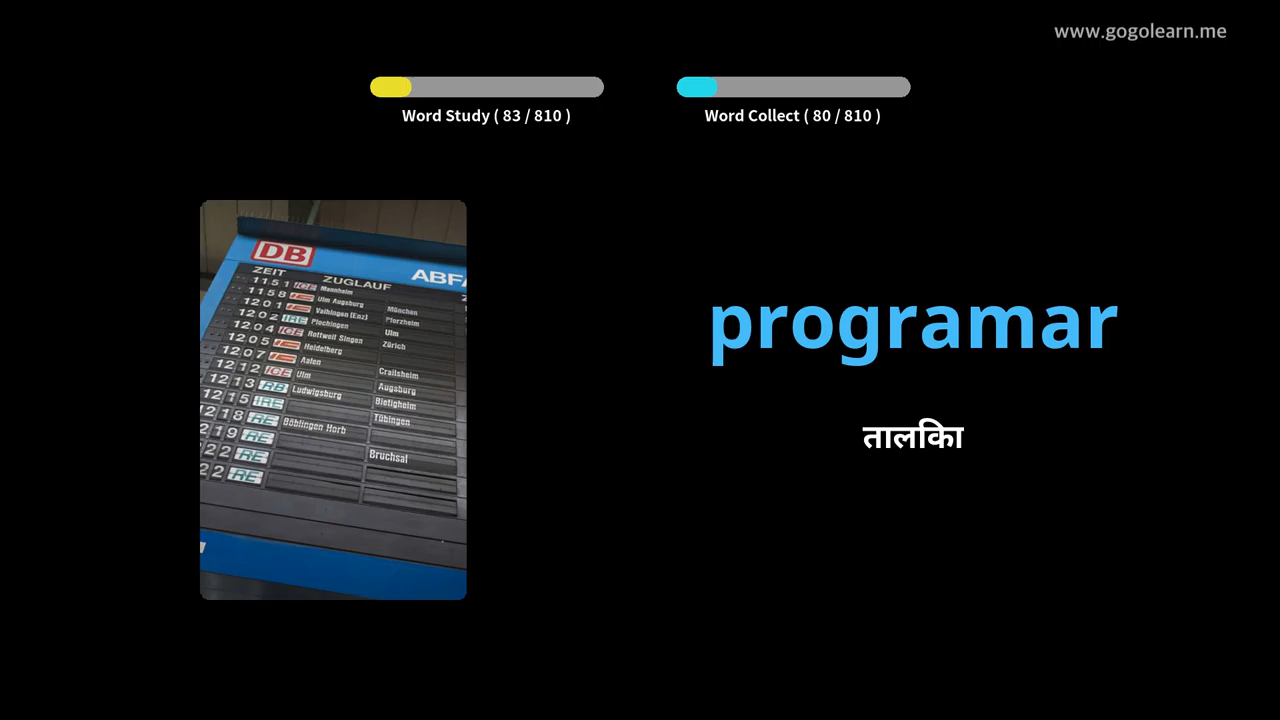 www.gogolearn.me
Word Study ( 83 / 810 )
Word Collect ( 80 / 810 )
DB
ABFA
ZEIT ZUGLAUF
1151 ICE Mannheim
1158 Ulm Augsburg München
1201 Vaihingen (Enz) Pforzheim
1202 IRE Plochingen Ulm
1204 ICE Rottweil Singen Zürich
1205 Heidelberg
1207 Aalen Crailsheim
1212 ICE Ulm Augsburg
1213 RB Ludwigsburg Bietigheim
1215 IRE Tübingen
1218 RE Böblingen Horb
219 RE Bruchsal
22 RE
22 RE
programar
तालिका